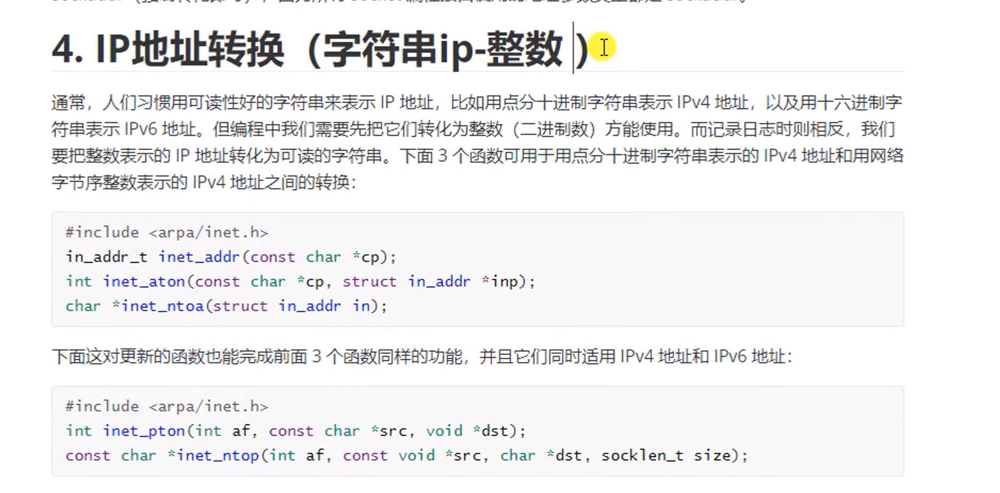 4. IP地址转换（字符串ip-整数 ）
通常，人们习惯用可读性好的字符串来表示 IP 地址，比如用点分十进制字符串表示 IPv4 地址，以及用十六进制字
符串表示 IPv6 地址。但编程中我们需要先把它们转化为整数（二进制数）方能使用。而记录日志时则相反，我们
要把整数表示的 IP 地址转化为可读的字符串。下面 3 个函数可用于用点分十进制字符串表示的 IPv4 地址和用网络
字节序整数表示的 IPv4 地址之间的转换：
#include <arpa/inet.h>
in_addr_t inet_addr(const char *cp);
int inet_aton(const char *cp, struct in_addr *inp);
char *inet_ntoa(struct in_addr in);
下面这对更新的函数也能完成前面 3 个函数同样的功能，并且它们同时适用 IPv4 地址和 IPv6 地址：
#include <arpa/inet.h>
int inet_pton(int af, const char *src, void *dst);
const char *inet_ntop(int af, const void *src, char *dst, socklen_t size);